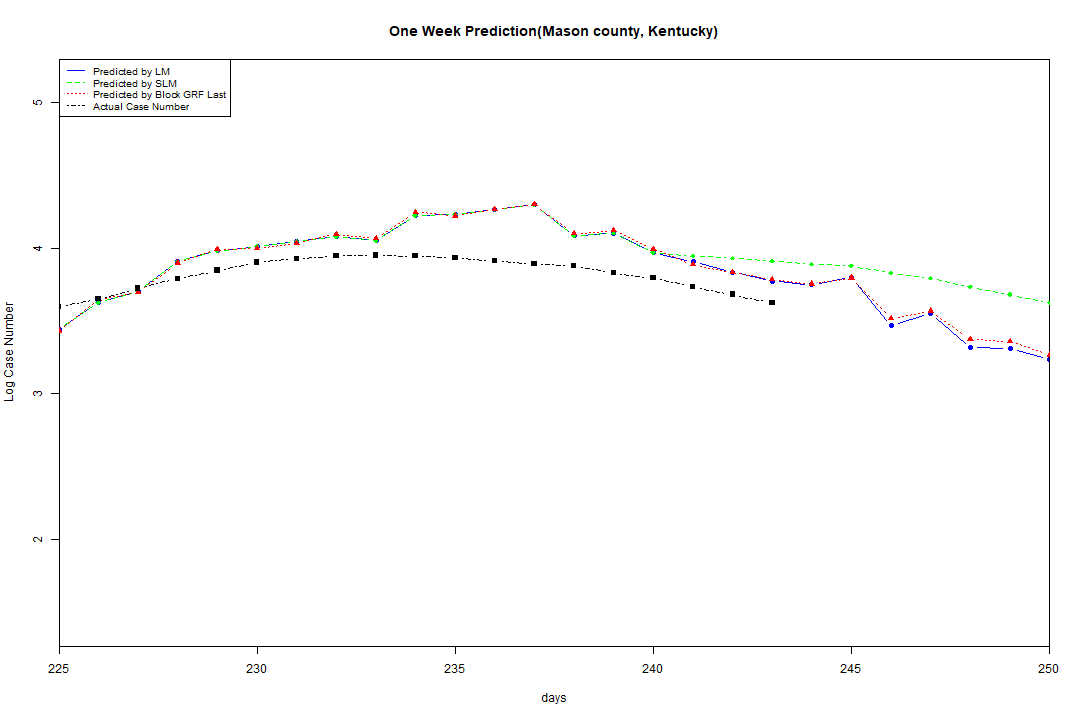 One Week Prediction(Mason county, Kentucky)
Predicted by LM
Predicted by SLM
Predicted by Block GRF Last
Actual Case Number
5
4
3
2
Log Case Number
225 230 235 240 245 250
days